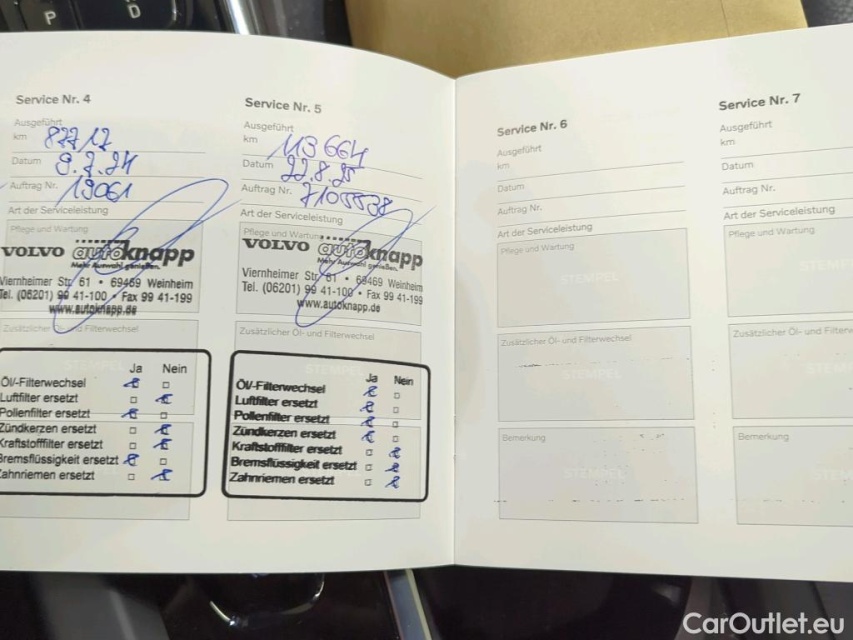 D
Service Nr. 4
Ausgeführt
km 82717
Datum 9.7.24
Auftrag Nr. 19061
Art der Serviceleistung
Pflege und Wartung
VOLVO autoknapp
Mehr Auswahl genießen.
Viernheimer Str. 61 • 69469 Weinheim
Tel. (06201) 99 41-100 • Fax 99 41-199
www.autoknapp.de
Zusätzlicher Öl- und Filterwechsel
Ja Nein
Öl/-Filterwechsel
Luftfilter ersetzt
Pollenfilter ersetzt
Zündkerzen ersetzt
Kraftstofffilter ersetzt
Bremsflüssigkeit ersetzt
Zahnriemen ersetzt
Service Nr. 5
Ausgeführt
km 113664
Datum 22.8.25
Auftrag Nr. 7105538
Art der Serviceleistung
Pflege und Wartung
VOLVO autoknapp
Mehr Auswahl genießen.
Viernheimer Str. 61 • 69469 Weinheim
Tel. (06201) 99 41-100 • Fax 99 41-199
www.autoknapp.de
Zusätzlicher Öl- und Filterwechsel
STEMPEL
Ja Nein
Öl/-Filterwechsel
Luftfilter ersetzt
Pollenfilter ersetzt
Zündkerzen ersetzt
Kraftstofffilter ersetzt
Bremsflüssigkeit ersetzt
Zahnriemen ersetzt
Service Nr. 6
Ausgeführt
km
Datum
Auftrag Nr.
Art der Serviceleistung
Pflege und Wartung
STEMPEL
Zusätzlicher Öl- und Filterwechsel
STEMPEL
Bemerkung
STEMPEL
Service Nr. 7
Ausgeführt
km
Datum
Auftrag Nr.
Art der Serviceleistung
Pflege und Wartung
Zusätzlicher Öl- und
Bemerkung
CarOutlet.eu